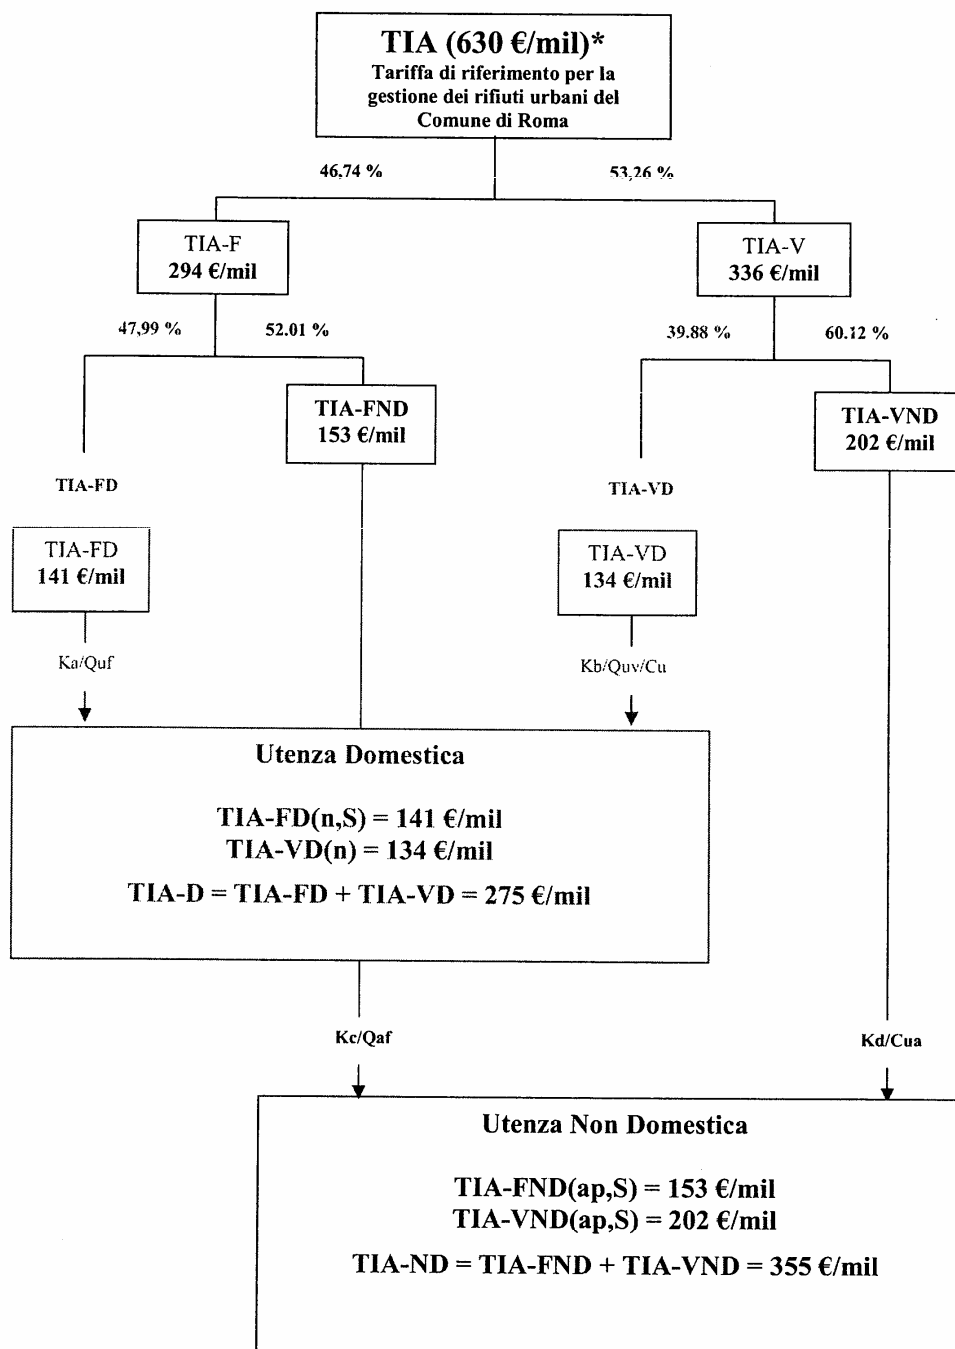 TIA (630 €/mil)*
Tariffa di riferimento per la
gestione dei rifiuti urbani del
Comune di Roma
46,74 %
53,26 %
TIA-F
294 €/mil
TIA-V
336 €/mil
47,99 %
52.01 %
39.88 %
60.12 %
TIA-FND
153 €/mil
TIA-VND
202 €/mil
TIA-FD
TIA-VD
TIA-FD
141 €/mil
TIA-VD
134 €/mil
Ka/Quf
Kb/Quv/Cu
Utenza Domestica
TIA-FD(n,S) = 141 €/mil
TIA-VD(n) = 134 €/mil
TIA-D = TIA-FD + TIA-VD = 275 €/mil
Kc/Qaf
Kd/Cua
Utenza Non Domestica
TIA-FND(ap,S) = 153 €/mil
TIA-VND(ap,S) = 202 €/mil
TIA-ND = TIA-FND + TIA-VND = 355 €/mil